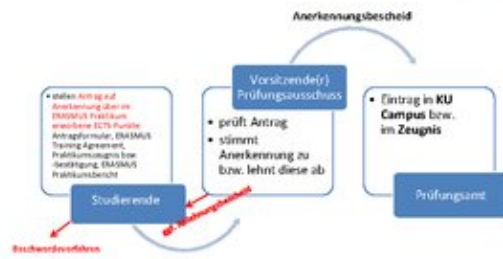 Anerkennungsbescheid
• stellen Antrag auf
Anerkennung über im
ERASMUS Praktikum
erworbene ECTS-Punkte:
Antragsformular, ERASMUS
Training Agreement,
Praktikumszeugnis bzw.
-bestätigung, ERASMUS
Praktikumsbericht
Studierende
Vorsitzende(r)
Prüfungsausschuss
• prüft Antrag
• stimmt
Anerkennung zu
bzw. lehnt diese ab
• Eintrag in KU
Campus bzw.
im Zeugnis
Prüfungsamt
ggf. Ablehnungsbescheid
Beschwerdeverfahren